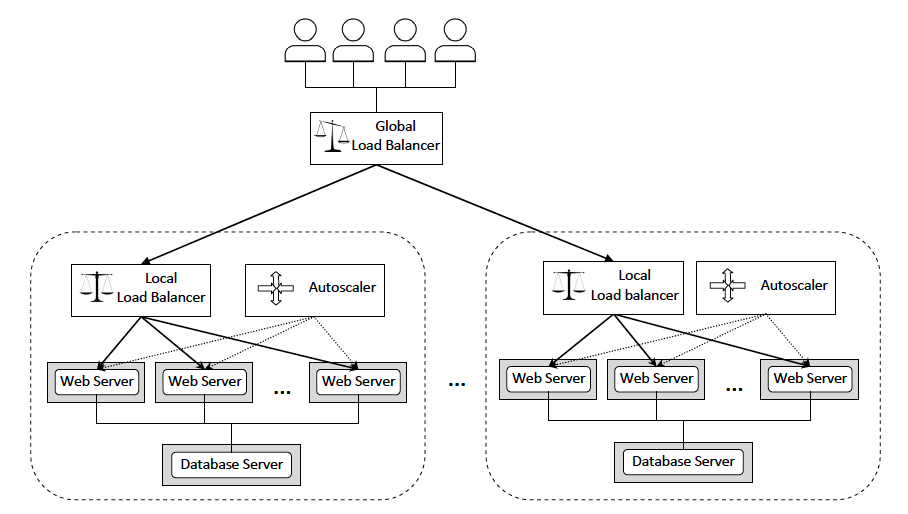 Global
Load Balancer
Local
Load Balancer
Autoscaler
Local
Load balancer
Autoscaler
Web Server
Web Server
...
Web Server
...
Web Server
Web Server
...
Web Server
Database Server
Database Server